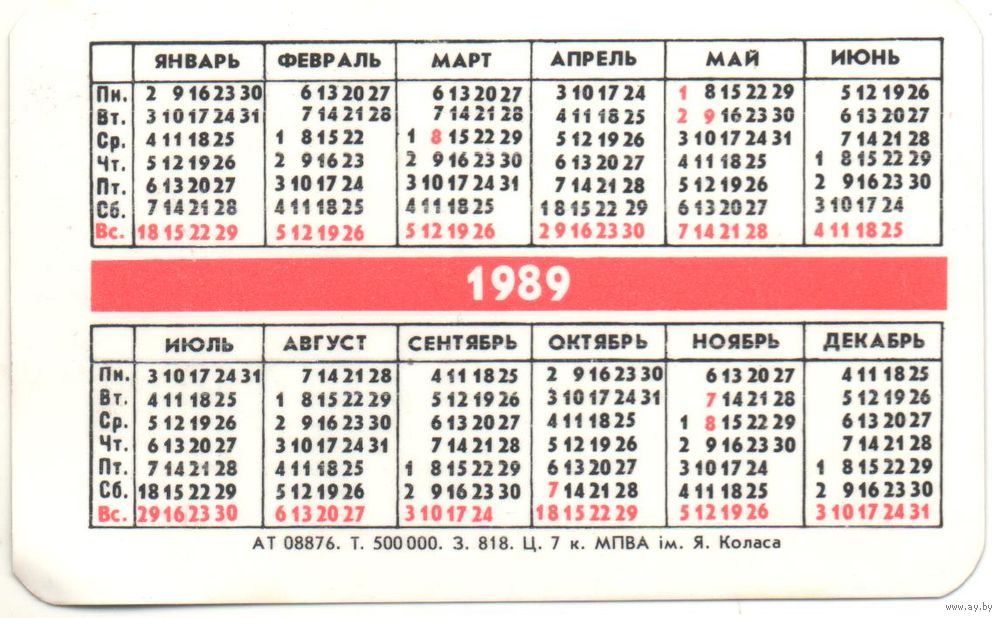 ЯНВАРЬ ФЕВРАЛЬ МАРТ АПРЕЛЬ МАЙ ИЮНЬ
Пн. 2 9 16 23 30 6 13 20 27 6 13 20 27 3 10 17 24 1 8 15 22 29 5 12 19 26
Вт. 3 10 17 24 31 7 14 21 28 7 14 21 28 4 11 18 25 2 9 16 23 30 6 13 20 27
Ср. 4 11 18 25 1 8 15 22 1 8 15 22 29 5 12 19 26 3 10 17 24 31 7 14 21 28
Чт. 5 12 19 26 2 9 16 23 2 9 16 23 30 6 13 20 27 4 11 18 25 1 8 15 22 29
Пт. 6 13 20 27 3 10 17 24 3 10 17 24 31 7 14 21 28 5 12 19 26 2 9 16 23 30
Сб. 7 14 21 28 4 11 18 25 4 11 18 25 1 8 15 22 29 6 13 20 27 3 10 17 24
Вс. 1 8 15 22 29 5 12 19 26 5 12 19 26 2 9 16 23 30 7 14 21 28 4 11 18 25
1989
ИЮЛЬ АВГУСТ СЕНТЯБРЬ ОКТЯБРЬ НОЯБРЬ ДЕКАБРЬ
Пн. 3 10 17 24 31 7 14 21 28 4 11 18 25 2 9 16 23 30 6 13 20 27 4 11 18 25
Вт. 4 11 18 25 1 8 15 22 29 5 12 19 26 3 10 17 24 31 7 14 21 28 5 12 19 26
Ср. 5 12 19 26 2 9 16 23 30 6 13 20 27 4 11 18 25 1 8 15 22 29 6 13 20 27
Чт. 6 13 20 27 3 10 17 24 31 7 14 21 28 5 12 19 26 2 9 16 23 30 7 14 21 28
Пт. 7 14 21 28 4 11 18 25 1 8 15 22 29 6 13 20 27 3 10 17 24 1 8 15 22 29
Сб. 1 8 15 22 29 5 12 19 26 2 9 16 23 30 7 14 21 28 4 11 18 25 2 9 16 23 30
Вс. 2 9 16 23 30 6 13 20 27 3 10 17 24 1 8 15 22 29 5 12 19 26 3 10 17 24 31
АТ 08876. Т. 500 000. З. 818. Ц. 7 к. МПВА ім. Я. Коласа
www.ay.by